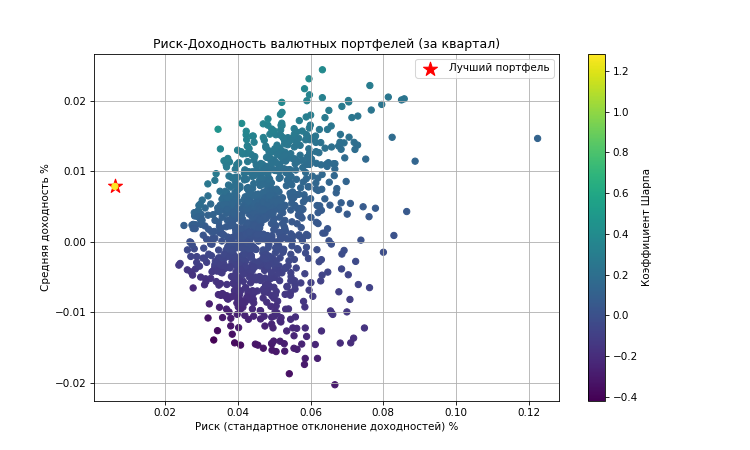 Риск-Доходность валютных портфелей (за квартал)
Лучший портфель
Средняя доходность %
0.02
0.01
0.00
−0.01
−0.02
0.02 0.04 0.06 0.08 0.10 0.12
Риск (стандартное отклонение доходностей) %
1.2
1.0
0.8
0.6
0.4
0.2
0.0
−0.2
−0.4
Коэффициент Шарпа